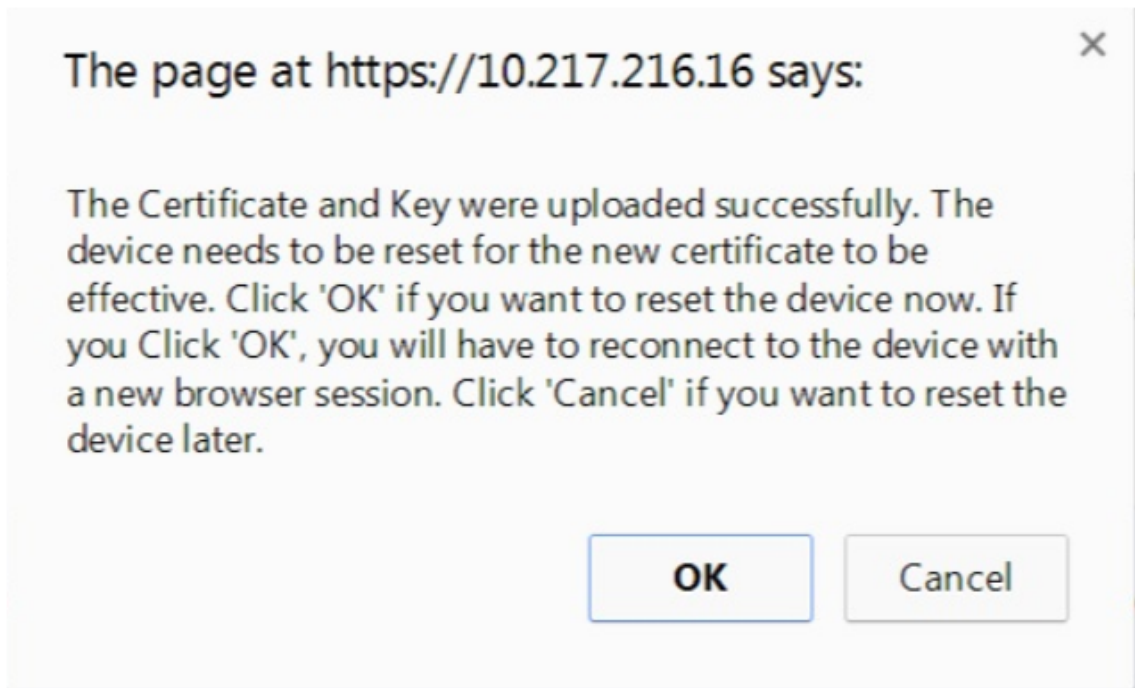 The page at https://10.217.216.16 says:
The Certificate and Key were uploaded successfully. The
device needs to be reset for the new certificate to be
effective. Click 'OK' if you want to reset the device now. If
you Click 'OK', you will have to reconnect to the device with
a new browser session. Click 'Cancel' if you want to reset the
device later.
OK
Cancel